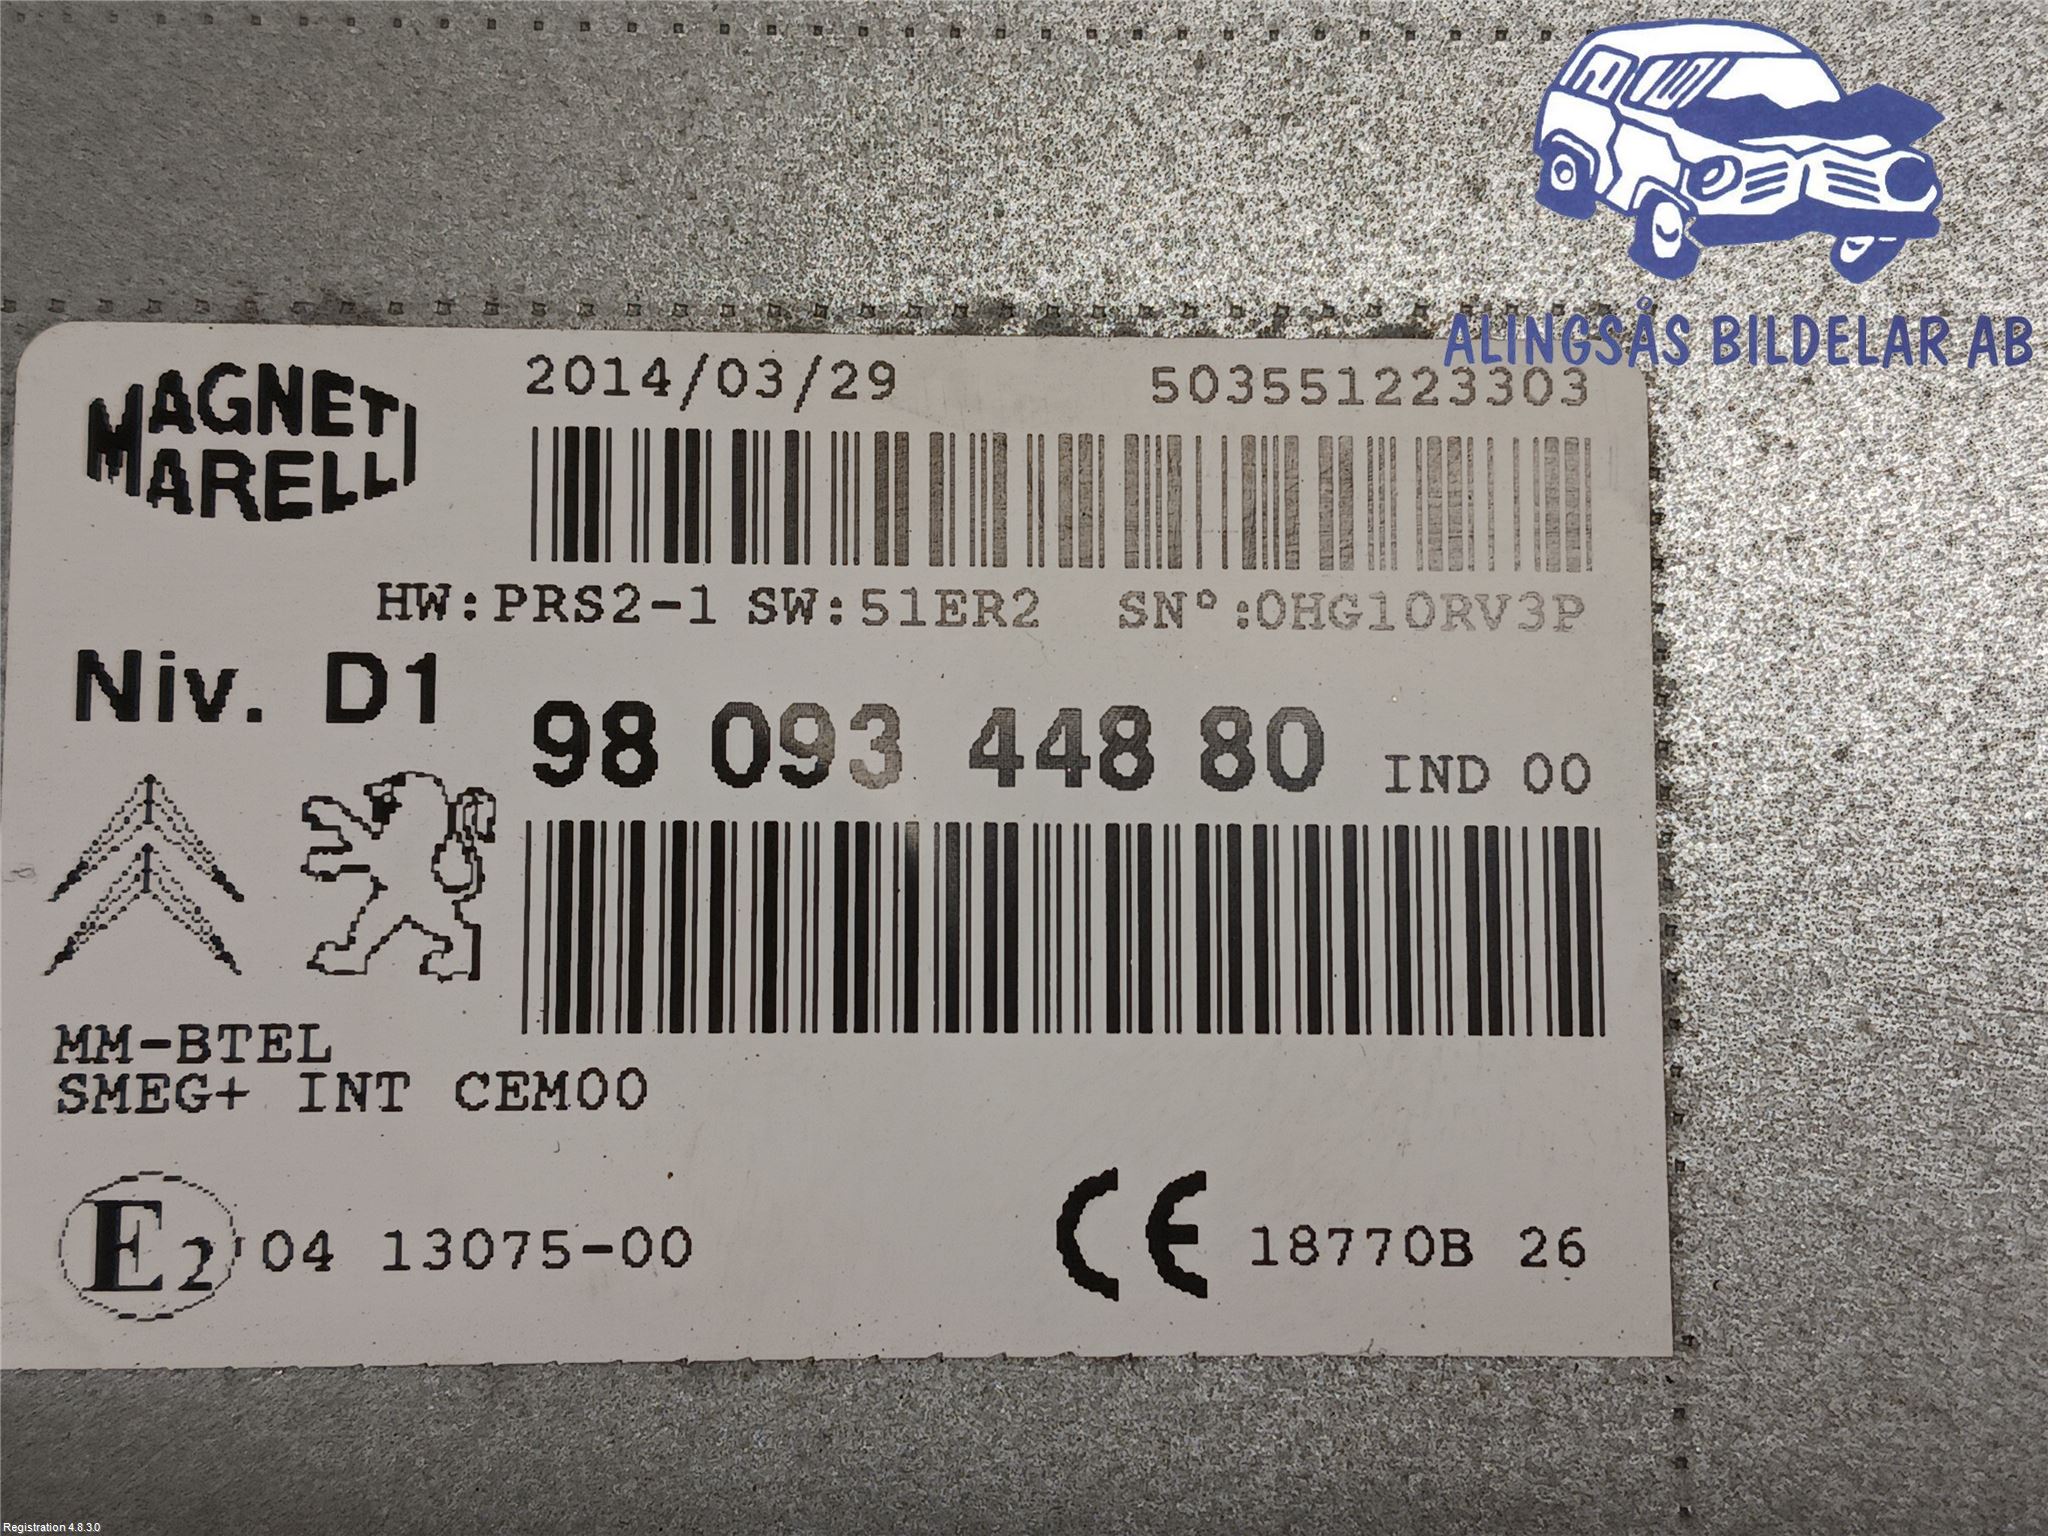 ALINGSÅS BILDELAR AB
MAGNETI
MARELLI
2014/03/29 503551223303
HW:PRS2-1 SW:51ER2 SN°:0HG10RV3P
Niv. D1
98 093 448 80 IND 00
MM-BTEL
SMEG+ INT CEM00
E2 04 13075-00
CE 18770B 26
Registration 4.8.3.0